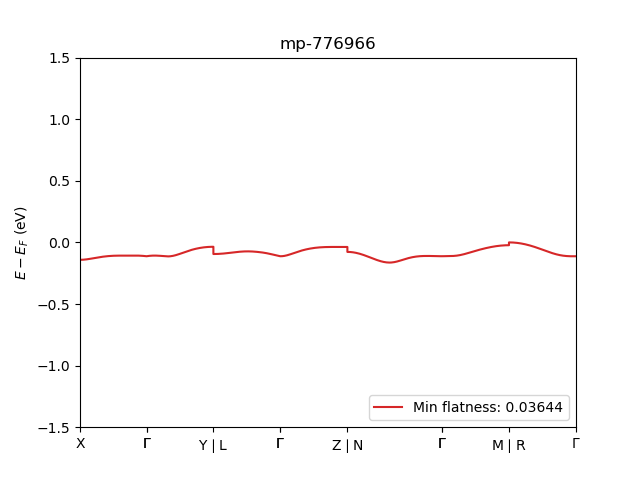 mp-776966
E − E_F (eV)
1.5
1.0
0.5
0.0
−0.5
−1.0
−1.5
Min flatness: 0.03644
X Γ Y | L Γ Z | N Γ M | R Γ